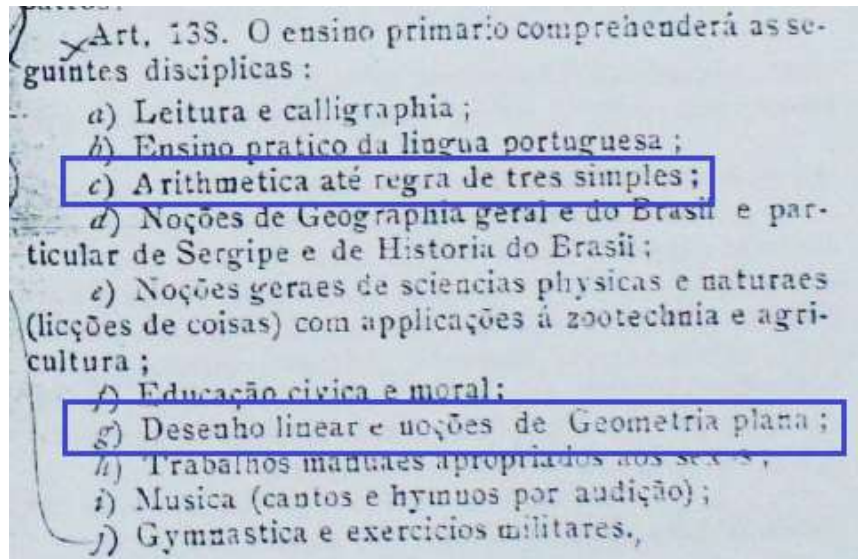 Art. 138. O ensino primario comprehenderá as se-
guintes disciplicas :
a) Leitura e calligraphia ;
b) Ensino pratico da lingua portuguesa ;
c) Arithmetica até regra de tres simples ;
d) Noções de Geographia geral e do Brasil e par-
ticular de Sergipe e de Historia do Brasil ;
e) Noções geraes de sciencias physicas e naturaes
(licções de coisas) com applicações á zootechnia e agri-
cultura ;
f) Educação civica e moral ;
g) Desenho linear e noções de Geometria plana ;
h) Trabalhos manuaes apropriados aos sexos ;
i) Musica (cantos e hymnos por audição) ;
j) Gymnastica e exercicios militares.